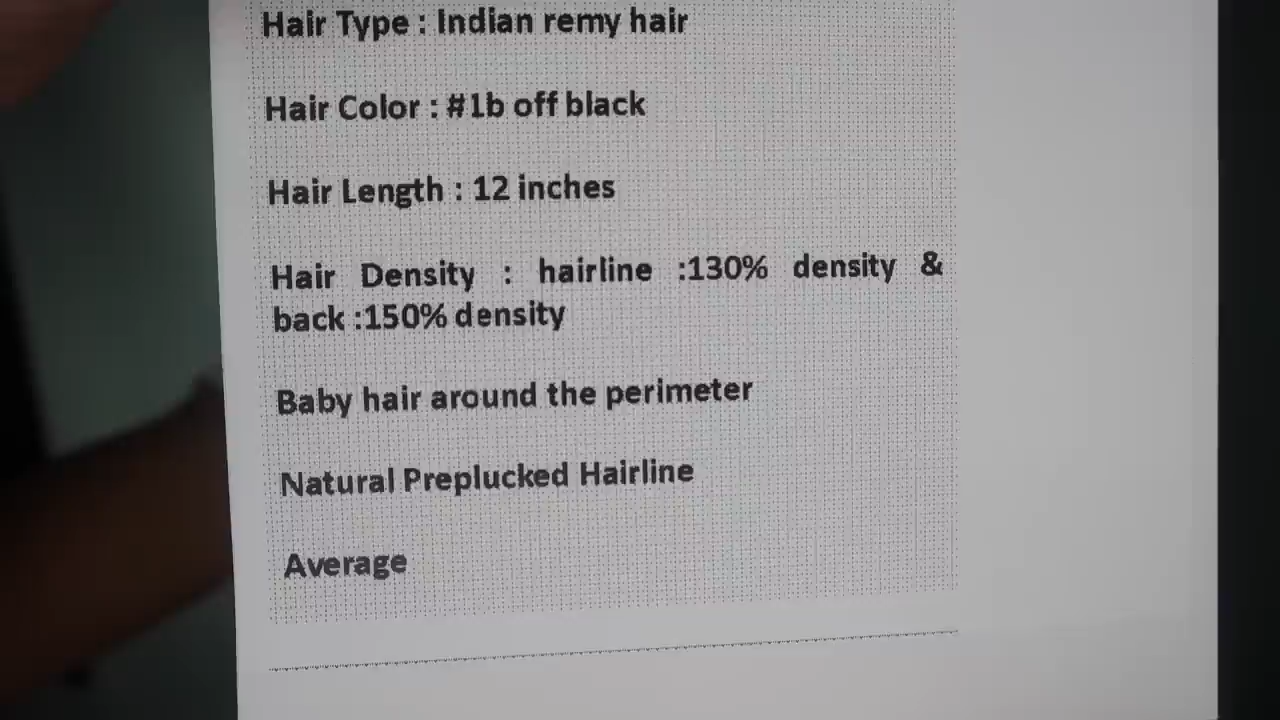 Hair Type : Indian remy hair
Hair Color : #1b off black
Hair Length : 12 inches
Hair Density : hairline :130% density &
back :150% density
Baby hair around the perimeter
Natural Preplucked Hairline
Average